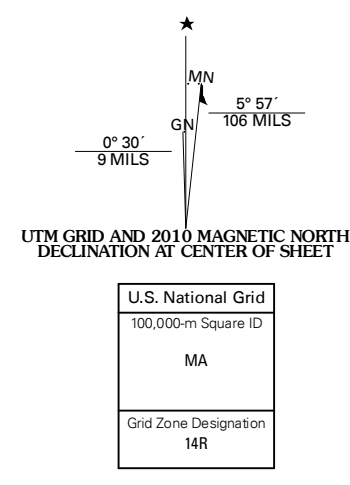 MN
GN
5° 57´
106 MILS
0° 30´
9 MILS
UTM GRID AND 2010 MAGNETIC NORTH
DECLINATION AT CENTER OF SHEET
U.S. National Grid
100,000-m Square ID
MA
Grid Zone Designation
14R